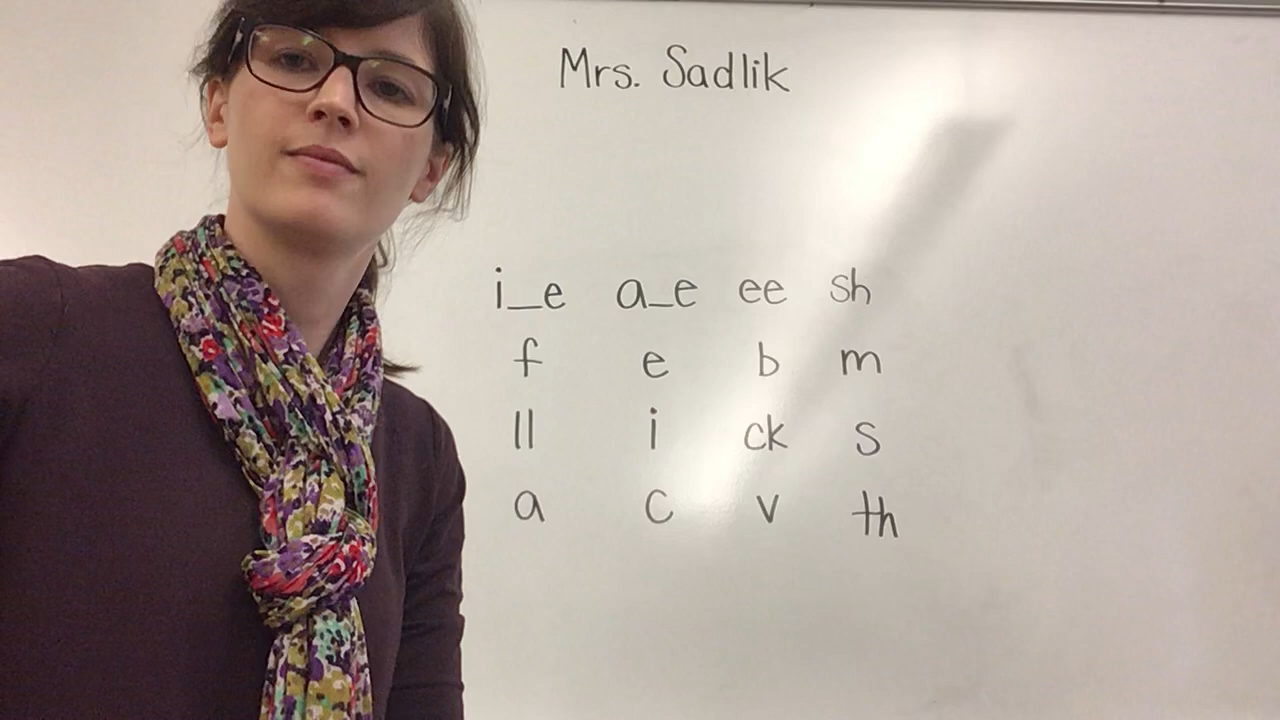 Mrs. Sadlik
i_e a_e ee sh
f e b m
ll i ck s
a c v th